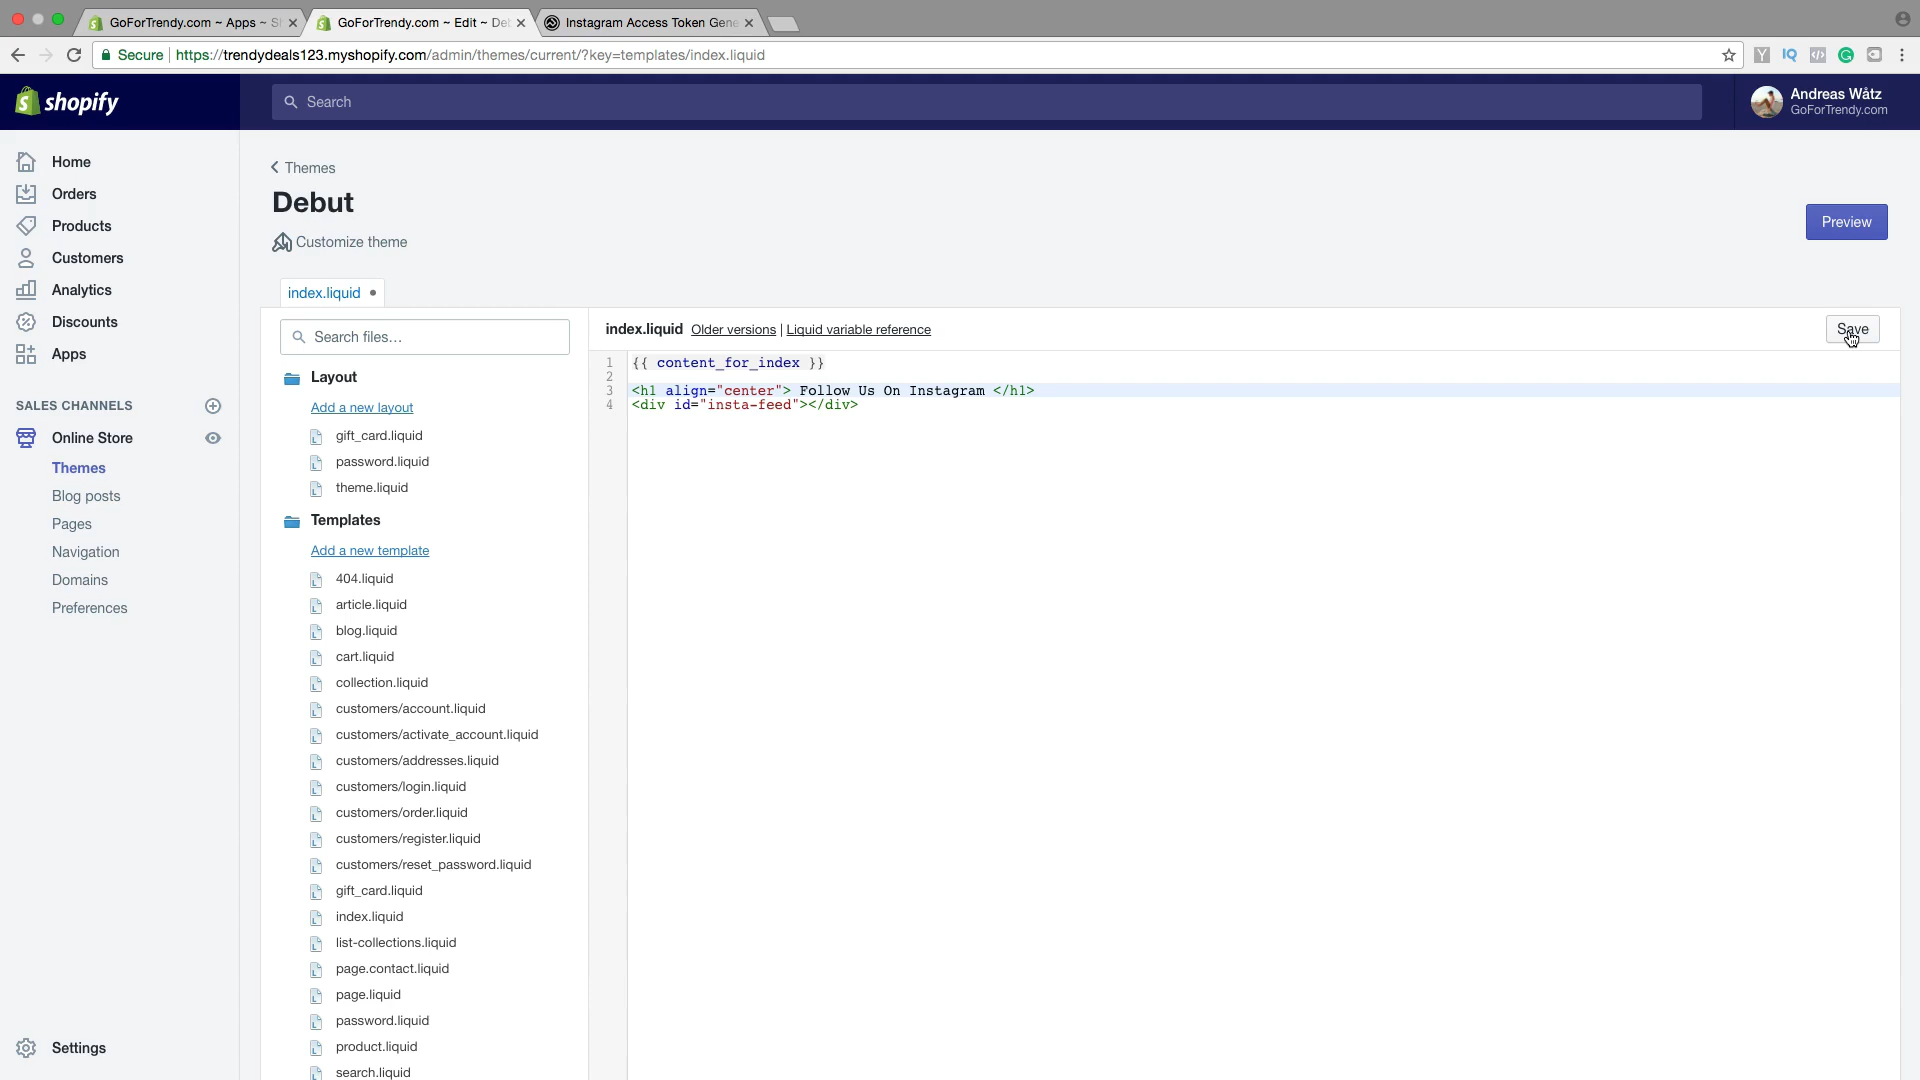 GoForTrendy.com ~ Apps ~ S
GoForTrendy.com ~ Edit ~ De
Instagram Access Token Gene
Secure
https://trendydeals123.myshopify.com/admin/themes/current/?key=templates/index.liquid
shopify
Search
Andreas Wåtz
GoForTrendy.com
Home
Orders
Products
Customers
Analytics
Discounts
Apps
SALES CHANNELS
Online Store
Themes
Blog posts
Pages
Navigation
Domains
Preferences
Settings
Themes
Debut
Customize theme
Preview
index.liquid
Search files…
Layout
Add a new layout
gift_card.liquid
password.liquid
theme.liquid
Templates
Add a new template
404.liquid
article.liquid
blog.liquid
cart.liquid
collection.liquid
customers/account.liquid
customers/activate_account.liquid
customers/addresses.liquid
customers/login.liquid
customers/order.liquid
customers/register.liquid
customers/reset_password.liquid
gift_card.liquid
index.liquid
list-collections.liquid
page.contact.liquid
page.liquid
password.liquid
product.liquid
search.liquid
index.liquid Older versions | Liquid variable reference
Save
1 {{ content_for_index }}
2
3 <h1 align="center"> Follow Us On Instagram </h1>
4 <div id="insta-feed"></div>